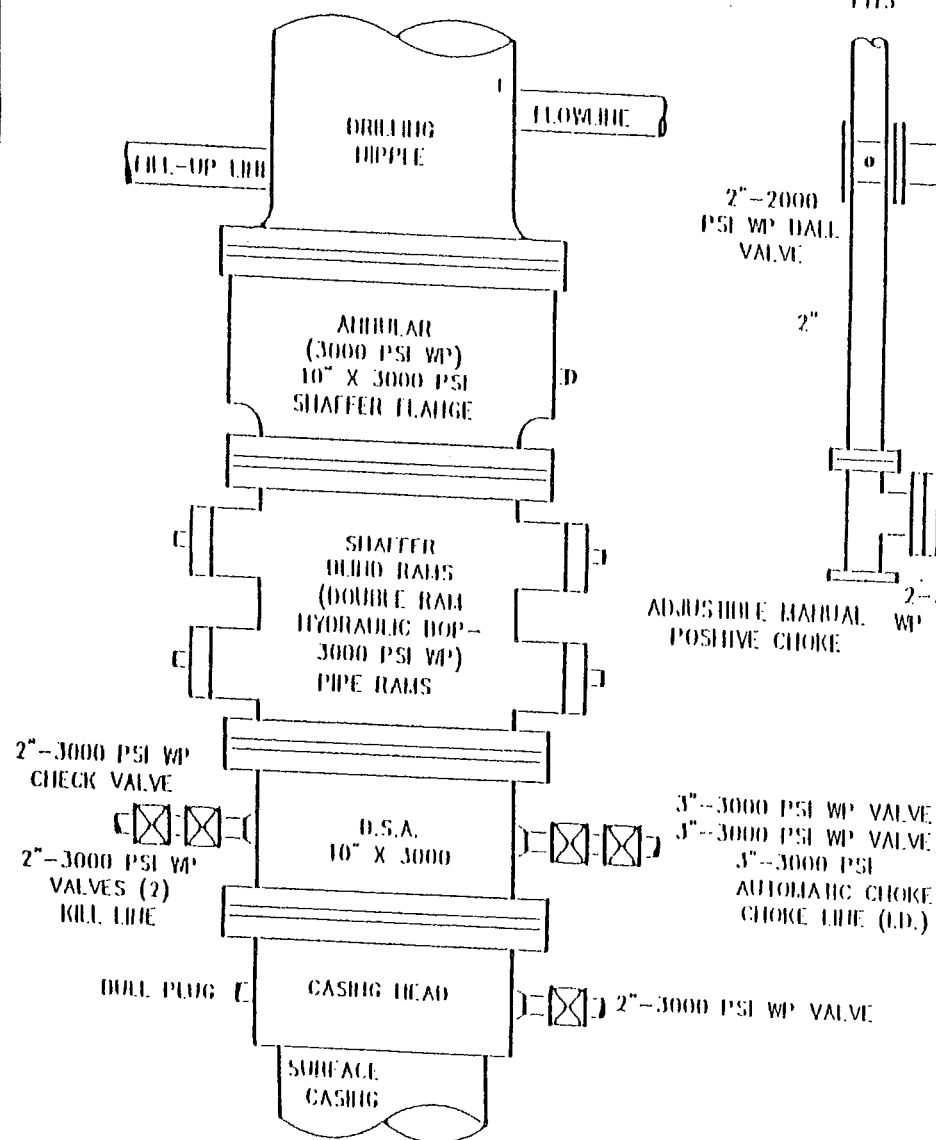 DRILLING
NIPPLE
FLOWLINE
FILL-UP LINE
2"-2000
PSI WP BALL
VALVE
2"
ANNULAR
(3000 PSI WP)
10" X 3000 PSI
SHAFFER FLANGE
SHAFFER
BLIND RAMS
(DOUBLE RAM
HYDRAULIC BOP-
3000 PSI WP)
PIPE RAMS
ADJUSTIBLE MANUAL
POSITIVE CHOKE
2-
WP
2"-3000 PSI WP
CHECK VALVE
2"-3000 PSI WP
VALVES (2)
KILL LINE
D.S.A.
10" X 3000
3"-3000 PSI WP VALVE
3"-3000 PSI WP VALVE
3"-3000 PSI
AUTOMATIC CHOKE
CHOKE LINE (I.D.)
BULL PLUG
CASING HEAD
2"-3000 PSI WP VALVE
SURFACE
CASING